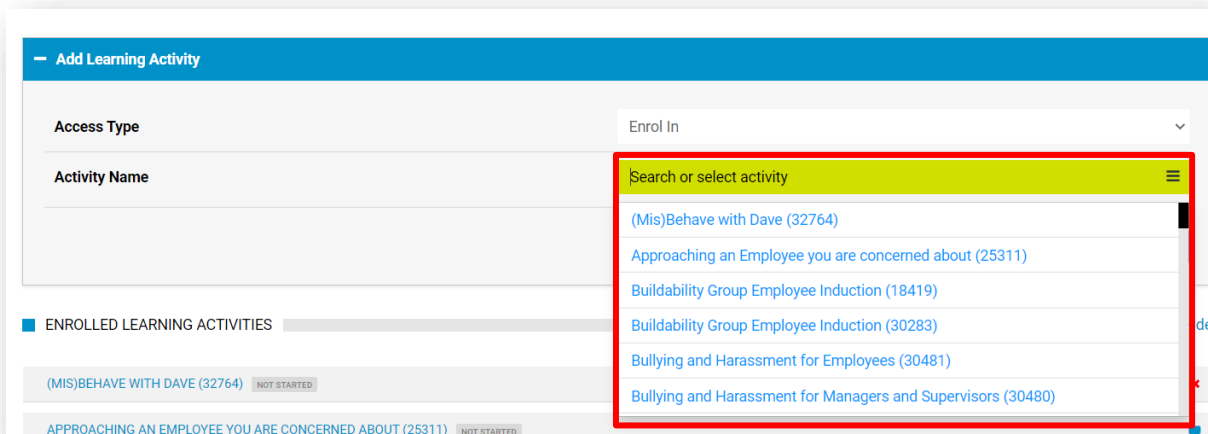 Add Learning Activity
Access Type
Enrol In
Activity Name
Search or select activity
(Mis)Behave with Dave (32764)
Approaching an Employee you are concerned about (25311)
Buildability Group Employee Induction (18419)
Buildability Group Employee Induction (30283)
Bullying and Harassment for Employees (30481)
Bullying and Harassment for Managers and Supervisors (30480)
ENROLLED LEARNING ACTIVITIES
(MIS)BEHAVE WITH DAVE (32764) NOT STARTED
APPROACHING AN EMPLOYEE YOU ARE CONCERNED ABOUT (25311) NOT STARTED